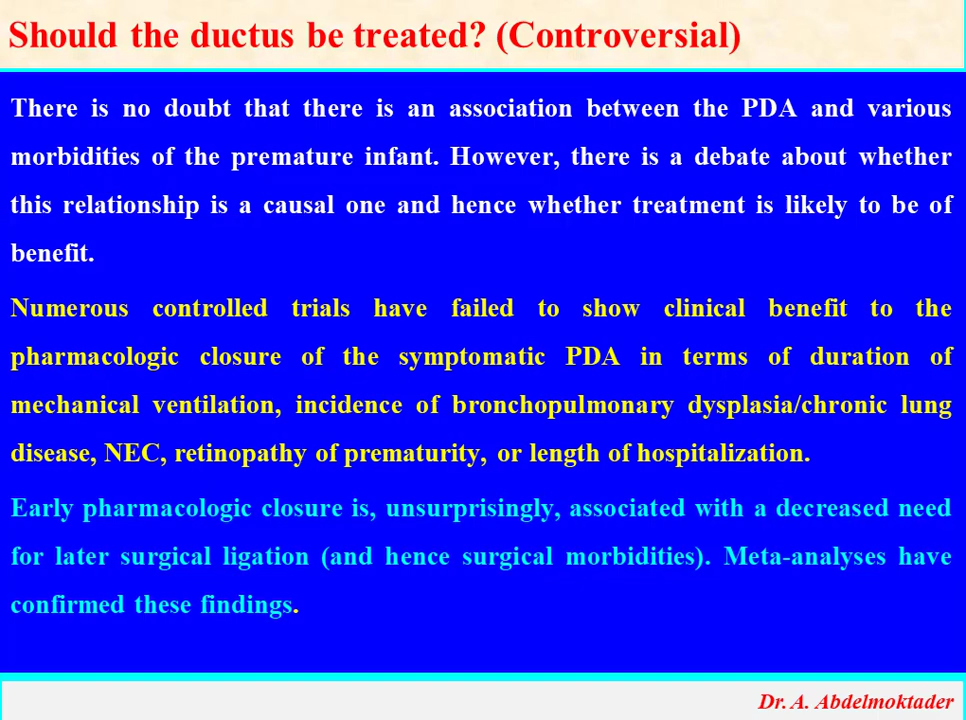 Should the ductus be treated? (Controversial)
There is no doubt that there is an association between the PDA and various
morbidities of the premature infant. However, there is a debate about whether
this relationship is a causal one and hence whether treatment is likely to be of
benefit.
Numerous controlled trials have failed to show clinical benefit to the
pharmacologic closure of the symptomatic PDA in terms of duration of
mechanical ventilation, incidence of bronchopulmonary dysplasia/chronic lung
disease, NEC, retinopathy of prematurity, or length of hospitalization.
Early pharmacologic closure is, unsurprisingly, associated with a decreased need
for later surgical ligation (and hence surgical morbidities). Meta-analyses have
confirmed these findings.
Dr. A. Abdelmoktader